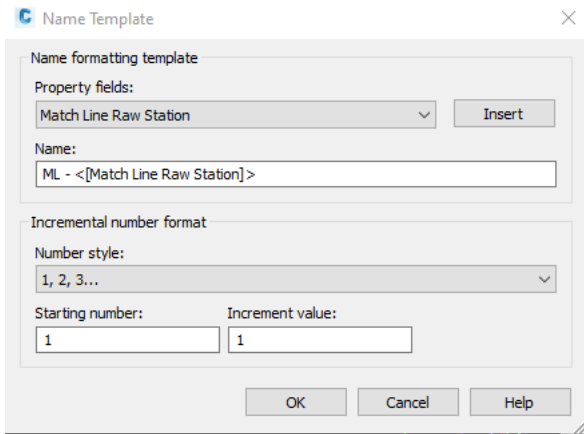 C Name Template
Name formatting template
Property fields:
Match Line Raw Station
Insert
Name:
ML - <[Match Line Raw Station]>
Incremental number format
Number style:
1, 2, 3...
Starting number: Increment value:
1 1
OK Cancel Help